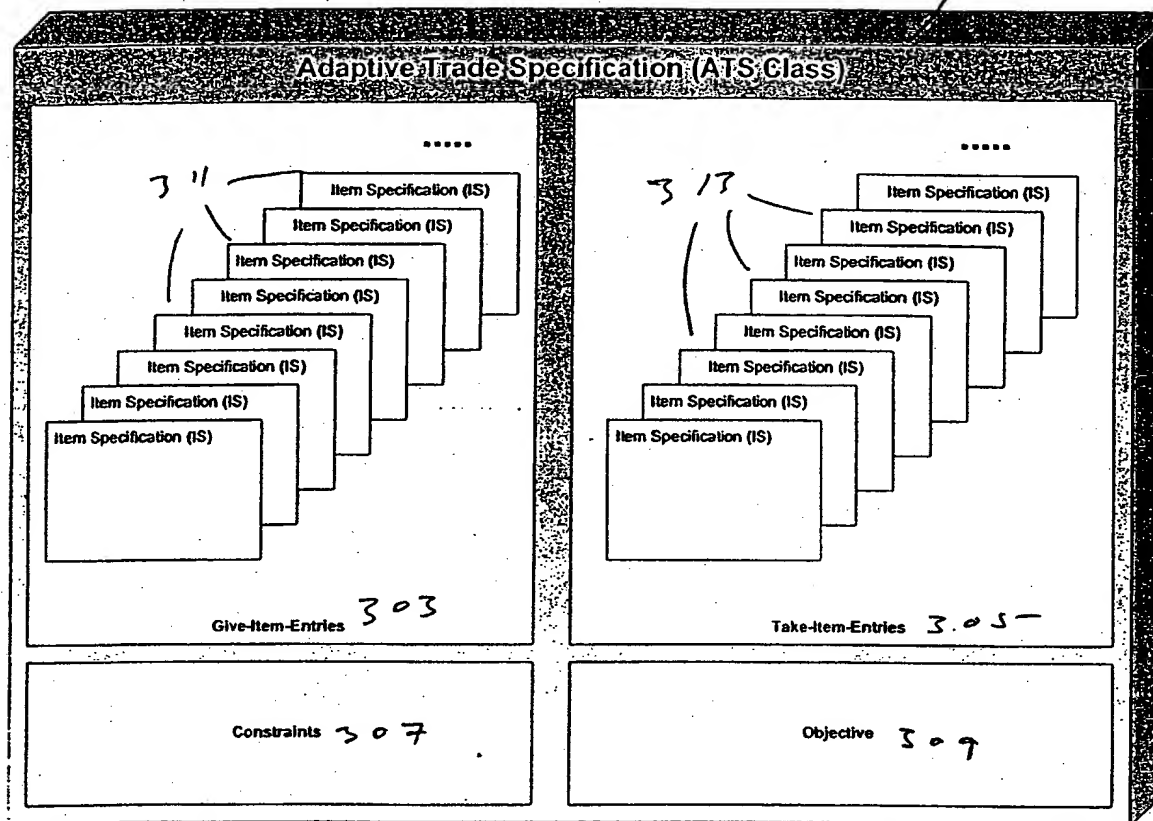 Adaptive Trade Specification (ATS Class)
.....
311
Item Specification (IS)
Item Specification (IS)
Item Specification (IS)
Item Specification (IS)
Item Specification (IS)
Item Specification (IS)
Item Specification (IS)
Item Specification (IS)
Give-Item-Entries 303
.....
313
Item Specification (IS)
Item Specification (IS)
Item Specification (IS)
Item Specification (IS)
Item Specification (IS)
Item Specification (IS)
Item Specification (IS)
Item Specification (IS)
Take-Item-Entries 305
Constraints 307
Objective 309